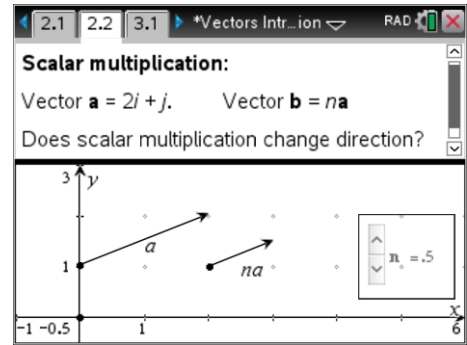 2.1 2.2 3.1 *Vectors Intr…ion RAD
Scalar multiplication:
Vector a = 2i + j. Vector b = na
Does scalar multiplication change direction?
3 y
a
na
n =.5
1
x
-1 -0.5 1 6